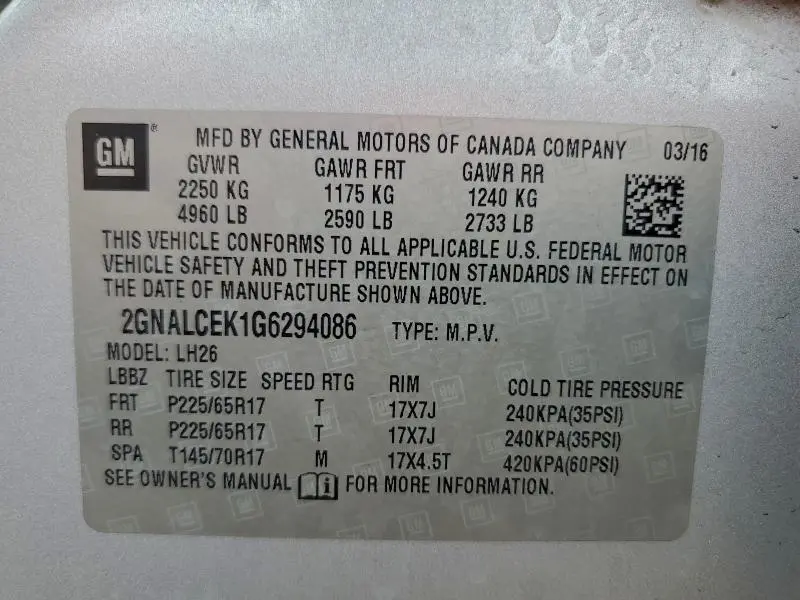 GM ® MFD BY GENERAL MOTORS OF CANADA COMPANY 03/16
GVWR GAWR FRT GAWR RR
2250 KG 1175 KG 1240 KG
4960 LB 2590 LB 2733 LB
THIS VEHICLE CONFORMS TO ALL APPLICABLE U.S. FEDERAL MOTOR
VEHICLE SAFETY AND THEFT PREVENTION STANDARDS IN EFFECT ON
THE DATE OF MANUFACTURE SHOWN ABOVE.
2GNALCEK1G6294086 TYPE: M.P.V.
MODEL: LH26
LBBZ TIRE SIZE SPEED RTG RIM COLD TIRE PRESSURE
FRT P225/65R17 T 17X7J 240KPA(35PSI)
RR P225/65R17 T 17X7J 240KPA(35PSI)
SPA T145/70R17 M 17X4.5T 420KPA(60PSI)
SEE OWNER'S MANUAL i FOR MORE INFORMATION.